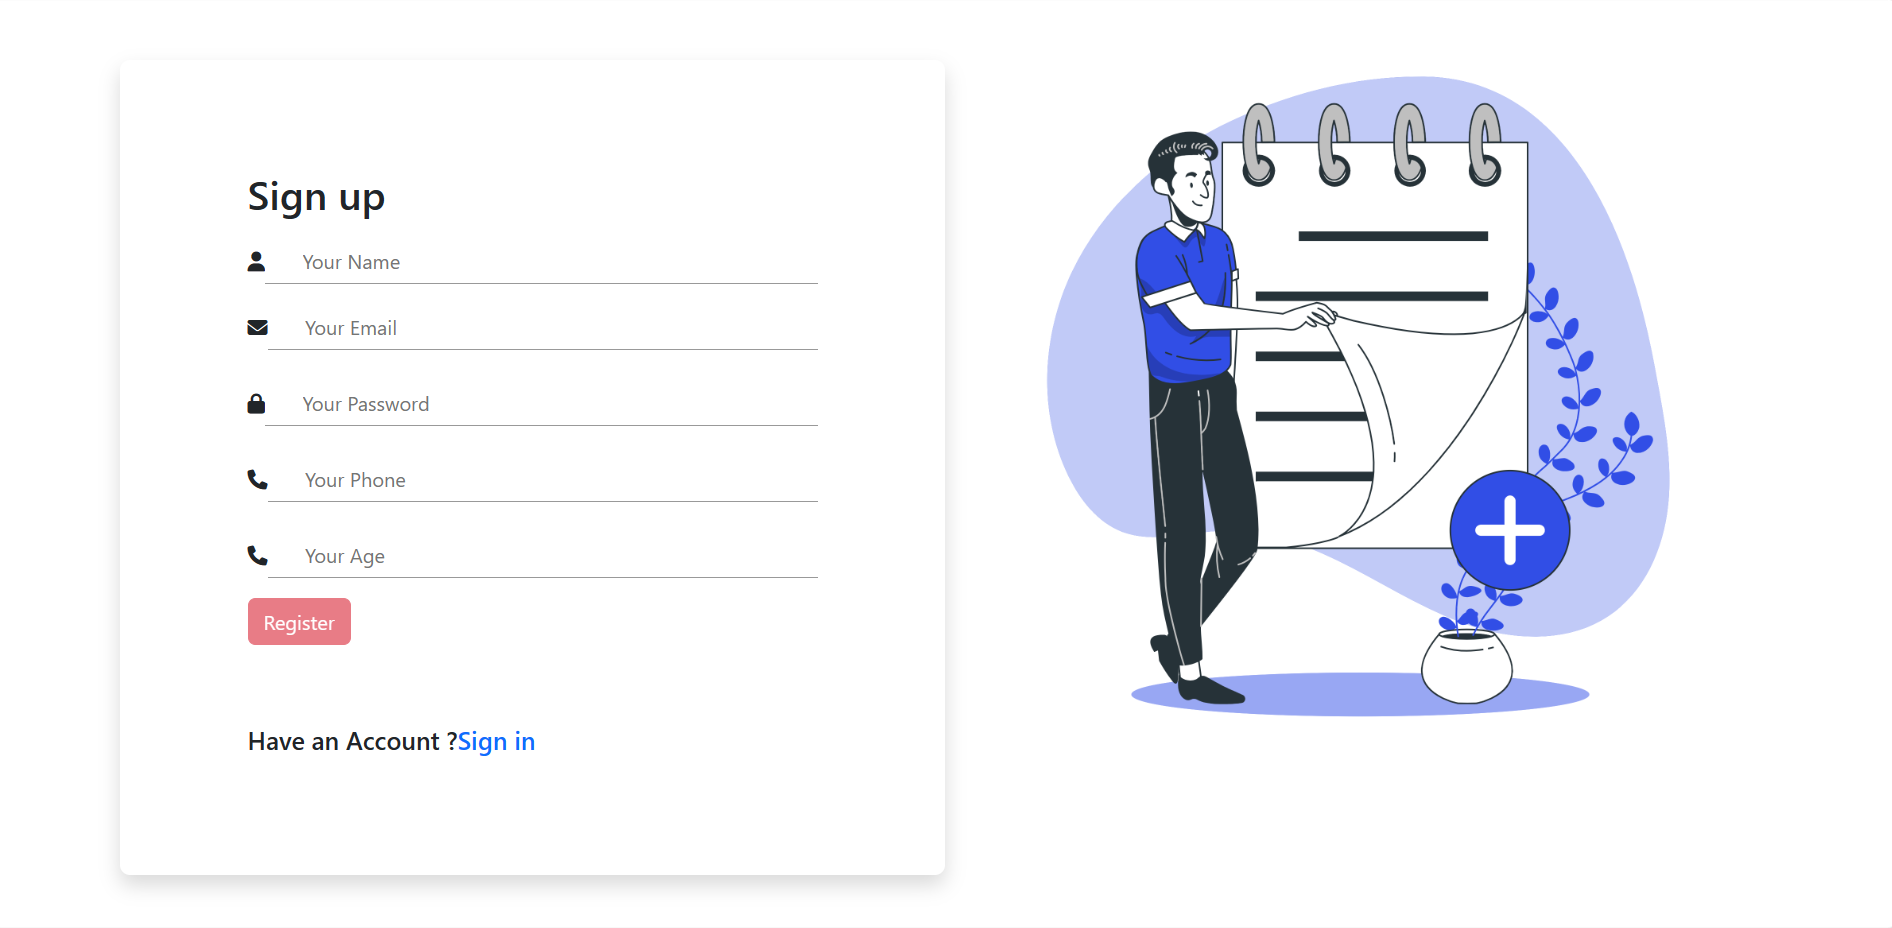 Sign up
Your Name
Your Email
Your Password
Your Phone
Your Age
Register
Have an Account ?Sign in